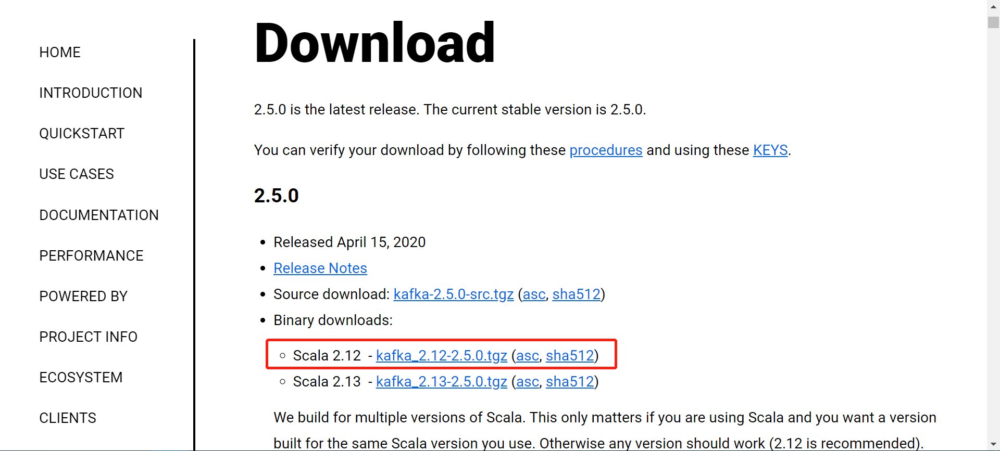 Download
HOME
INTRODUCTION
QUICKSTART
USE CASES
DOCUMENTATION
PERFORMANCE
POWERED BY
PROJECT INFO
ECOSYSTEM
CLIENTS
2.5.0 is the latest release. The current stable version is 2.5.0.
You can verify your download by following these procedures and using these KEYS.
2.5.0
Released April 15, 2020
Release Notes
Source download: kafka-2.5.0-src.tgz (asc, sha512)
Binary downloads:
Scala 2.12  - kafka_2.12-2.5.0.tgz (asc, sha512)
Scala 2.13  - kafka_2.13-2.5.0.tgz (asc, sha512)
We build for multiple versions of Scala. This only matters if you are using Scala and you want a version
built for the same Scala version you use. Otherwise any version should work (2.12 is recommended).